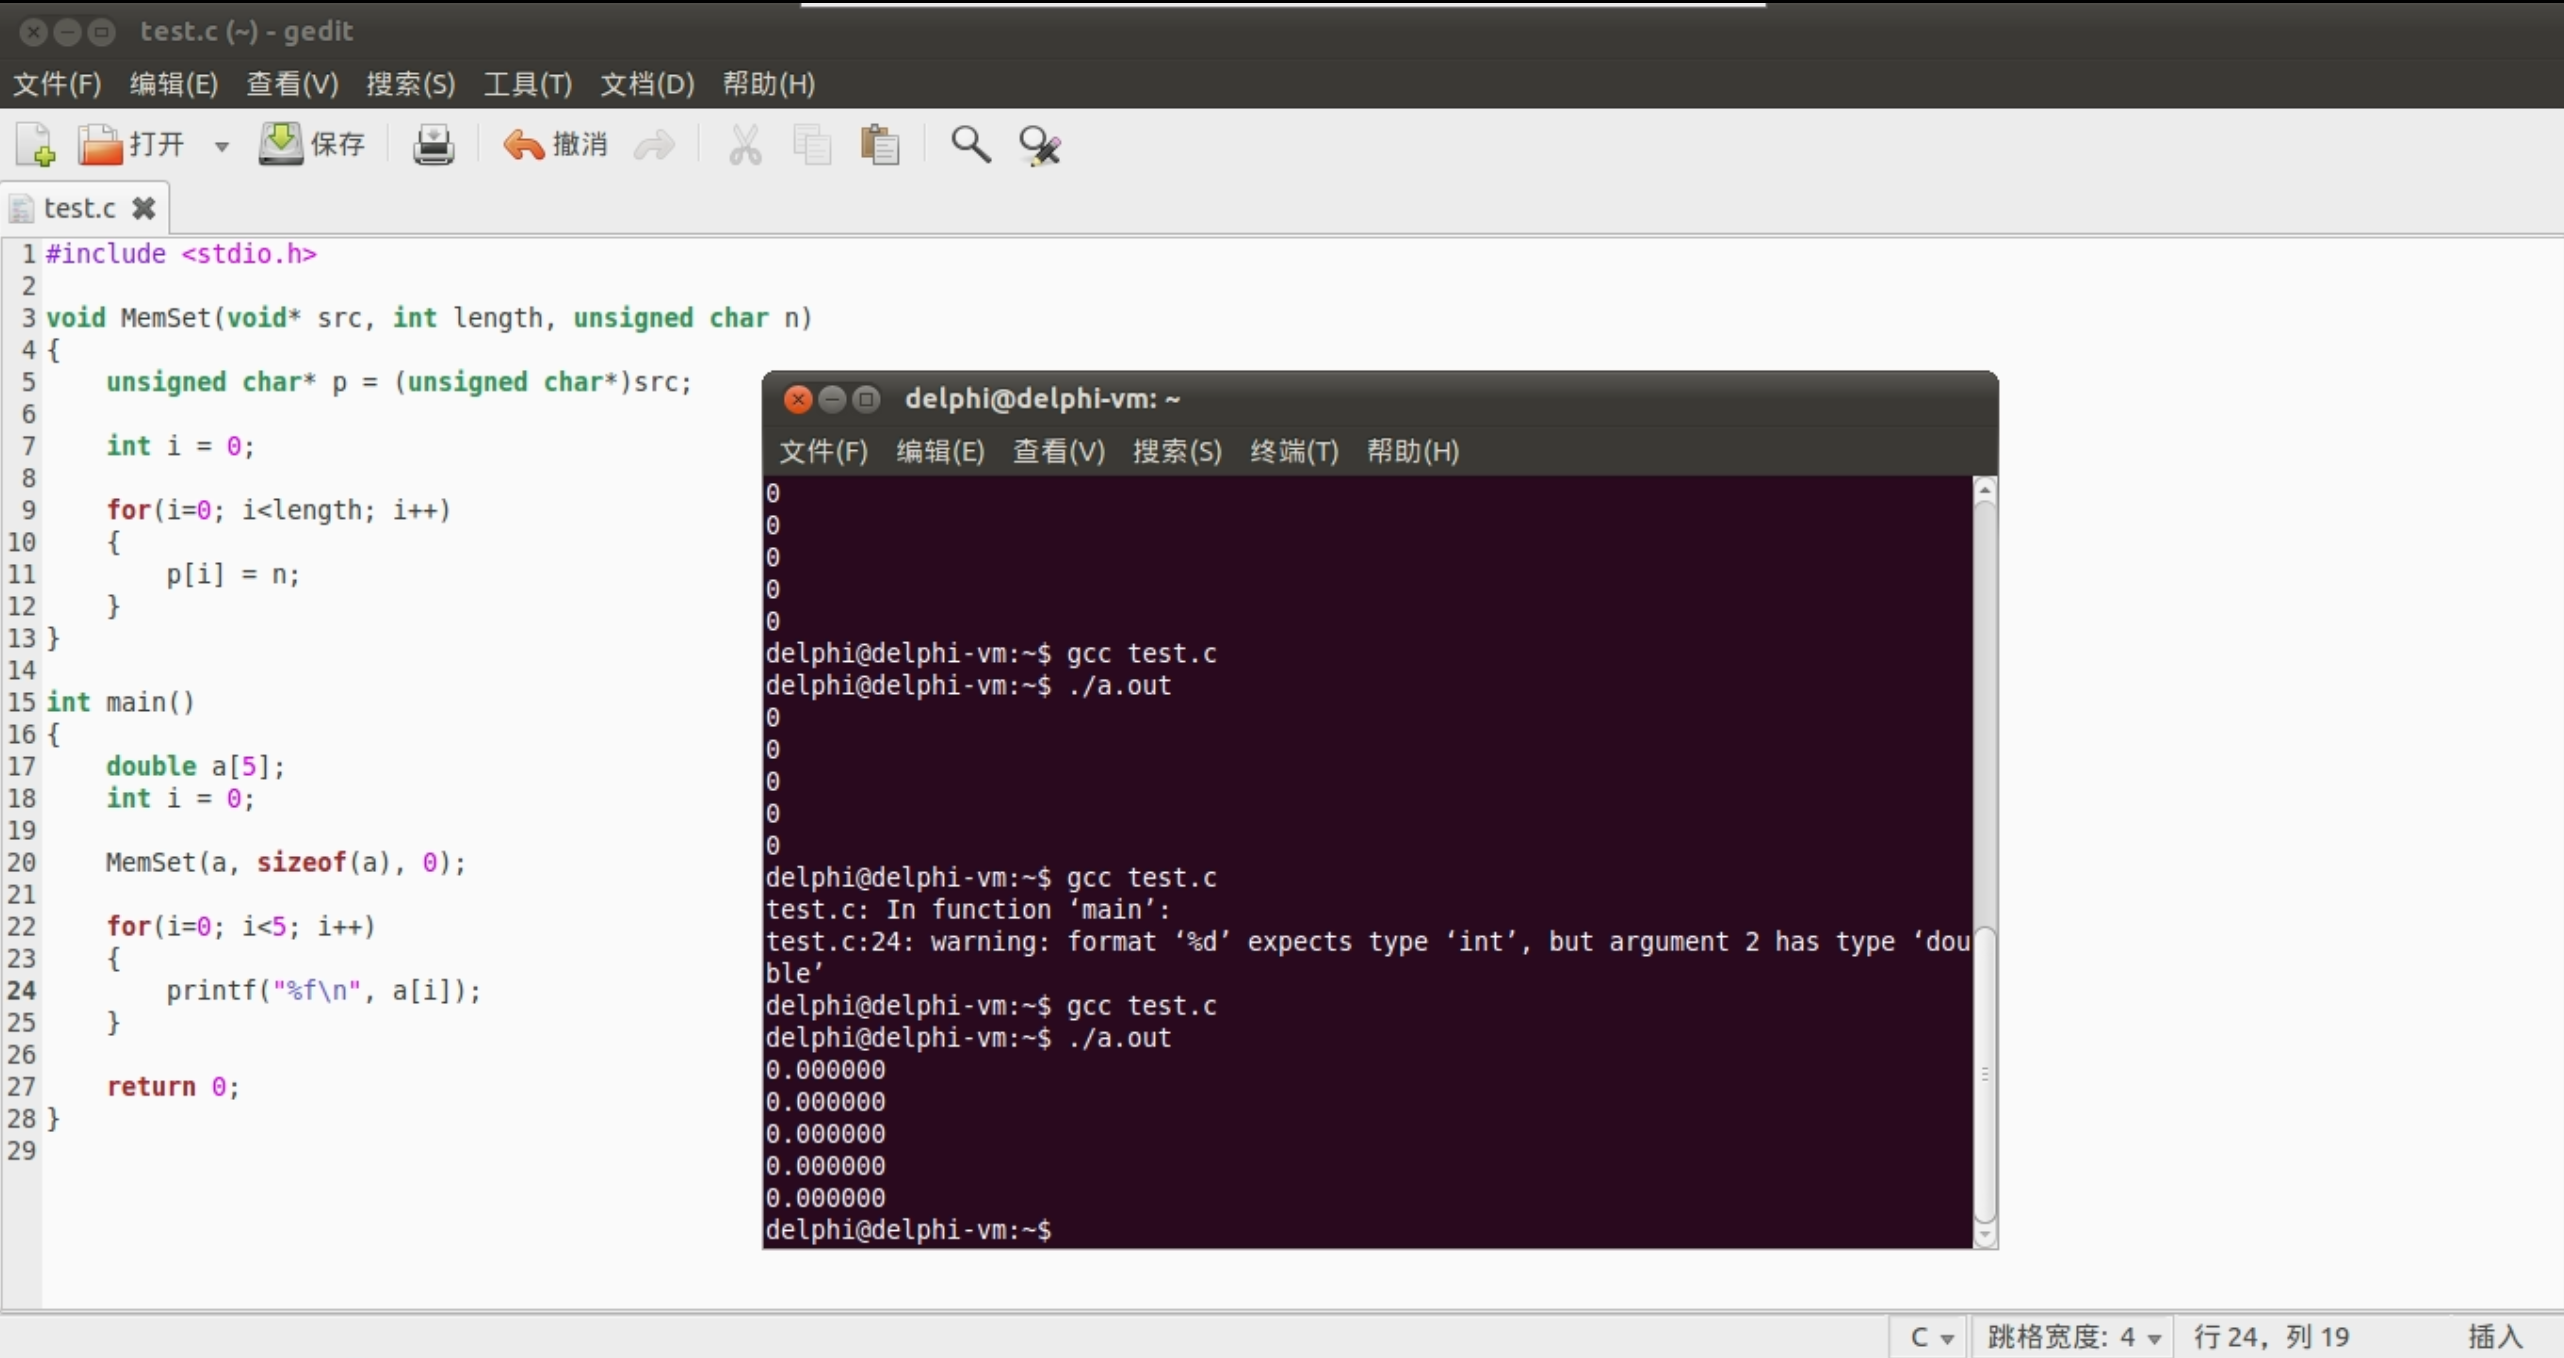 test.c (~) - gedit
文件(F) 编辑(E) 查看(V) 搜索(S) 工具(T) 文档(D) 帮助(H)
打开 保存 撤消
test.c
1 #include <stdio.h>
2
3 void MemSet(void* src, int length, unsigned char n)
4 {
5     unsigned char* p = (unsigned char*)src;
6
7     int i = 0;
8
9     for(i=0; i<length; i++)
10     {
11         p[i] = n;
12     }
13 }
14
15 int main()
16 {
17     double a[5];
18     int i = 0;
19
20     MemSet(a, sizeof(a), 0);
21
22     for(i=0; i<5; i++)
23     {
24         printf("%f\n", a[i]);
25     }
26
27     return 0;
28 }
29
delphi@delphi-vm: ~
文件(F) 编辑(E) 查看(V) 搜索(S) 终端(T) 帮助(H)
0
0
0
0
0
delphi@delphi-vm:~$ gcc test.c
delphi@delphi-vm:~$ ./a.out
0
0
0
0
0
delphi@delphi-vm:~$ gcc test.c
test.c: In function ‘main’:
test.c:24: warning: format ‘%d’ expects type ‘int’, but argument 2 has type ‘dou
ble’
delphi@delphi-vm:~$ gcc test.c
delphi@delphi-vm:~$ ./a.out
0.000000
0.000000
0.000000
0.000000
0.000000
delphi@delphi-vm:~$
C 跳格宽度: 4 行 24，列 19 插入